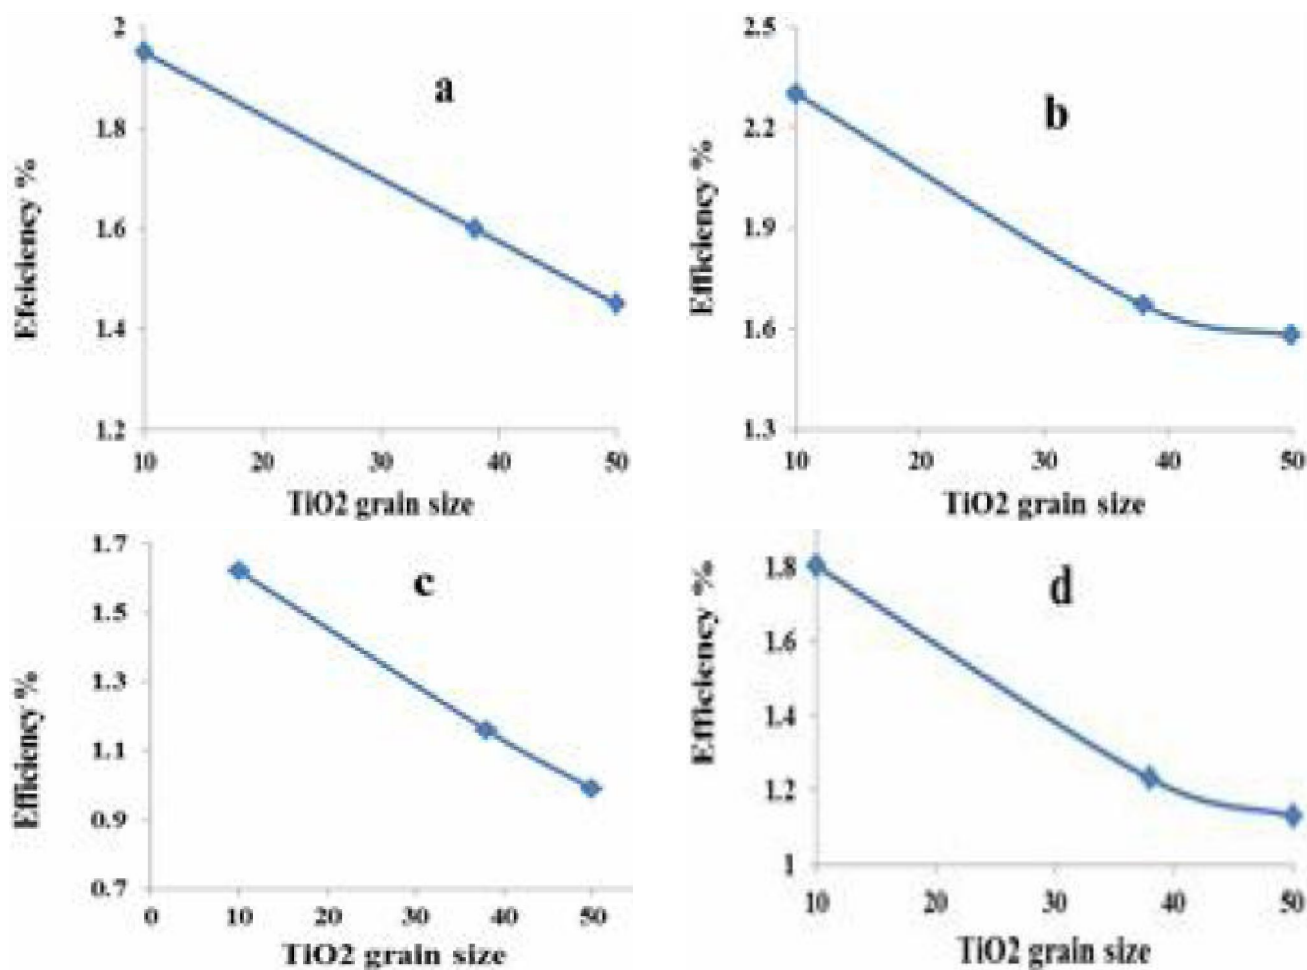 2
1.8
1.6
1.4
1.2
10 20 30 40 50
Efeiciency %
TiO2 grain size
a
2.5
2.2
1.9
1.6
1.3
10 20 30 40 50
Efficiency %
TiO2 grain size
b
1.7
1.5
1.3
1.1
0.9
0.7
0 10 20 30 40 50
Efficiency %
TiO2 grain size
c
1.8
1.6
1.4
1.2
1
10 20 30 40 50
Efficiency %
TiO2 grain size
d